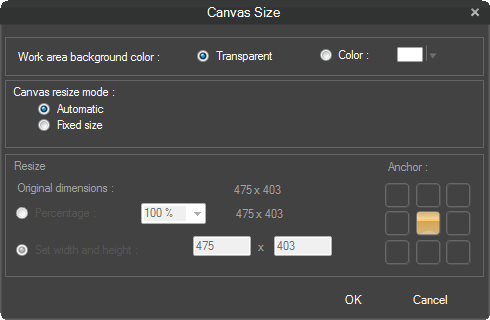 Canvas Size
Work area background color : Transparent Color :
Canvas resize mode :
Automatic
Fixed size
Resize Anchor :
Original dimensions : 475 x 403
Percentage : 100 % 475 x 403
Set width and height : 475 x 403
OK Cancel